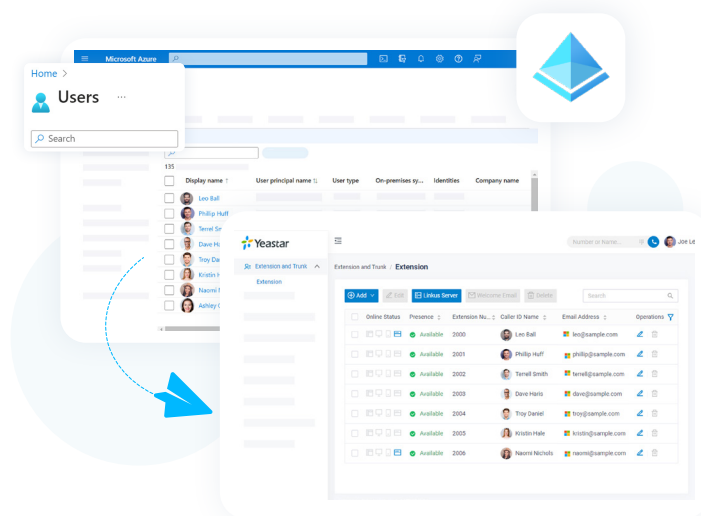 Microsoft Azure
Home >
Users ...
Search
135
Display name ↑ User principal name ↑↓ User type On-premises sy... Identities Company name
Leo Ball
Phillip Huff
Terrel
Dave
Troy
Kristin
Ashley
Yeastar
Number or Name...
Joe Le
Extension and Trunk
Extension
Extension and Trunk / Extension
Add Edit Linkus Server Welcome Email Delete Search
Online Status Presence Extension Nu... Caller ID Name Email Address Operations
Available 2000 Leo Ball leo@sample.com
Available 2001 Phillip Huff phillip@sample.com
Available 2002 Terrell Smith terrell@sample.com
Available 2003 Dave Haris dave@sample.com
Available 2004 Troy Daniel troy@sample.com
Available 2005 Kristin Hale kristin@sample.com
Available 2006 Naomi Nichols naomi@sample.com